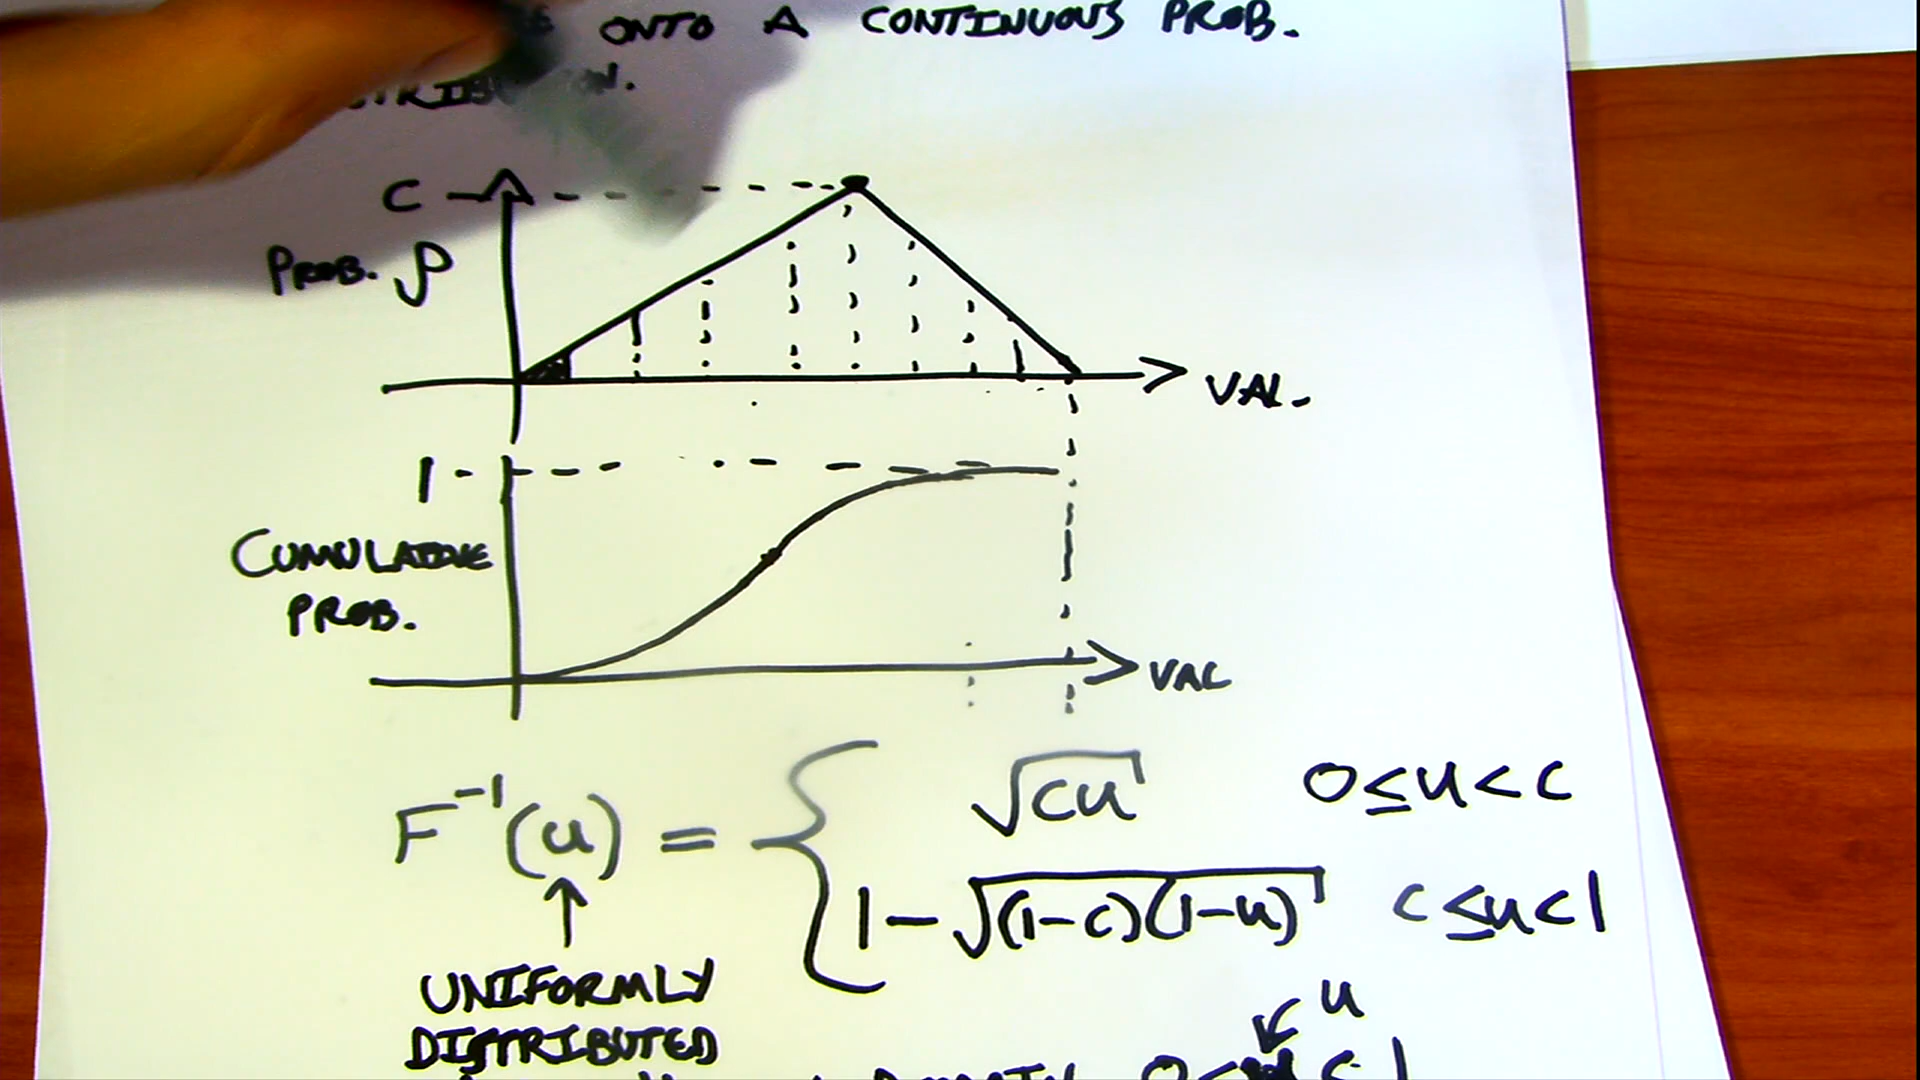 ONTO A CONTINUOUS PROB.
C
PROB. P
VAL.
1
CUMULATIVE
PROB.
VAL
F⁻¹(u) = { √cu 0≤u<c
1-√(1-c)(1-u) c≤u<1
UNIFORMLY
DISTRIBUTED
u